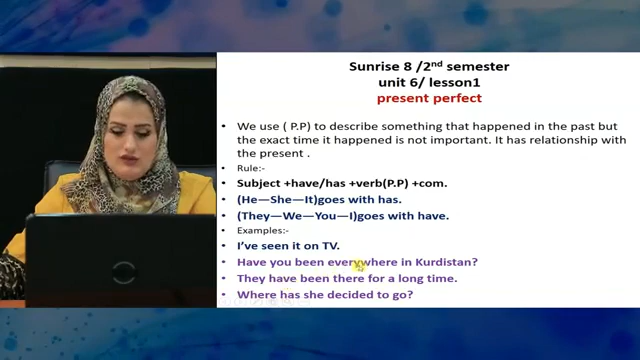 Sunrise 8 /2nd semester
unit 6/ lesson1
present perfect
• We use ( P.P) to describe something that happened in the past but
the exact time it happened is not important. It has relationship with
the present .
• Rule:-
• Subject +have/has +verb(P.P) +com.
• (He—She—It)goes with has.
• (They—We—You—I)goes with have.
• Examples:-
• I've seen it on TV.
• Have you been everywhere in Kurdistan?
• They have been there for a long time.
• Where has she decided to go?